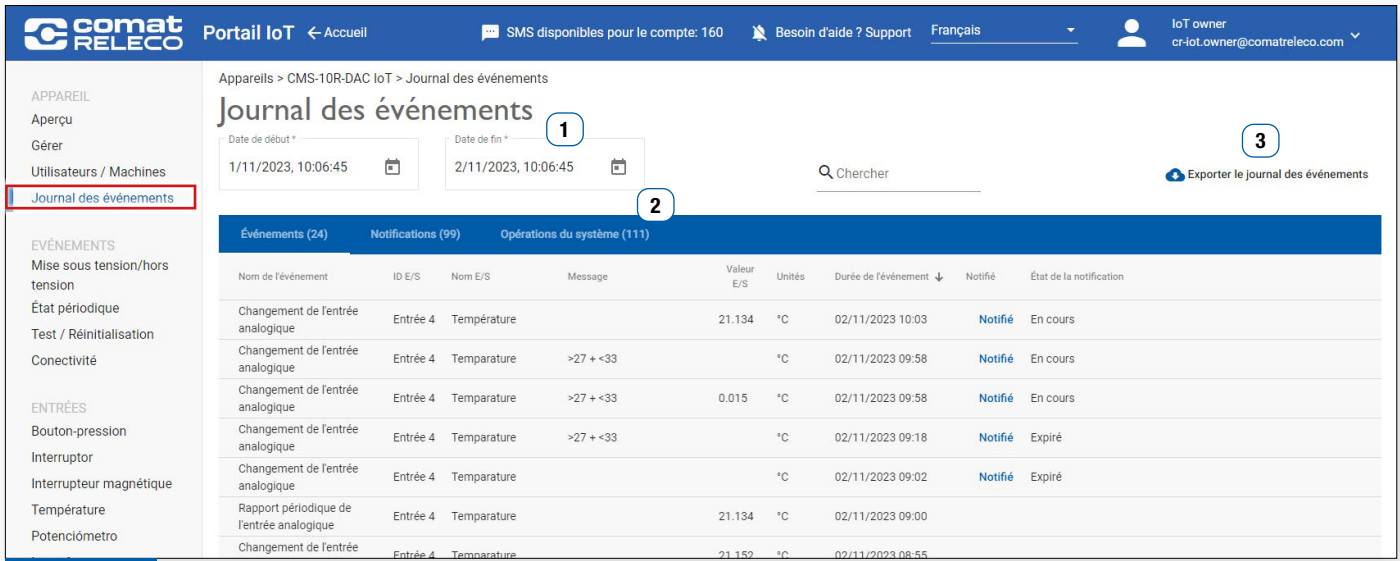 comat
RELECO
Portail IoT ← Accueil
SMS disponibles pour le compte: 160
Besoin d'aide ? Support
Français
IoT owner
cr-iot.owner@comatreleco.com
APPAREIL
Aperçu
Gérer
Utilisateurs / Machines
Journal des événements
EVÉNEMENTS
Mise sous tension/hors
tension
État périodique
Test / Réinitialisation
Conectivité
ENTRÉES
Bouton-pression
Interruptor
Interrupteur magnétique
Température
Potenciómetro
Appareils > CMS-10R-DAC IoT > Journal des événements
Journal des événements
Date de début *
1/11/2023, 10:06:45
Date de fin *
2/11/2023, 10:06:45
1
Chercher
3
Exporter le journal des événements
2
Événements (24) Notifications (99) Opérations du système (111)
Nom de l'événement ID E/S Nom E/S Message Valeur E/S Unités Durée de l'événement ↓ Notifié État de la notification
Changement de l'entrée
analogique
Entrée 4 Température 21.134 °C 02/11/2023 10:03 Notifié En cours
Changement de l'entrée
analogique
Entrée 4 Temparature >27 + <33 °C 02/11/2023 09:58 Notifié En cours
Changement de l'entrée
analogique
Entrée 4 Temparature >27 + <33 0.015 °C 02/11/2023 09:58 Notifié En cours
Changement de l'entrée
analogique
Entrée 4 Temparature >27 + <33 °C 02/11/2023 09:18 Notifié Expiré
Changement de l'entrée
analogique
Entrée 4 Temparature °C 02/11/2023 09:02 Notifié Expiré
Rapport périodique de
l'entrée analogique
Entrée 4 Temparature 21.134 °C 02/11/2023 09:00
Changement de l'entrée
Entrée 4 Temparature 21.152 °C 02/11/2023 08:55